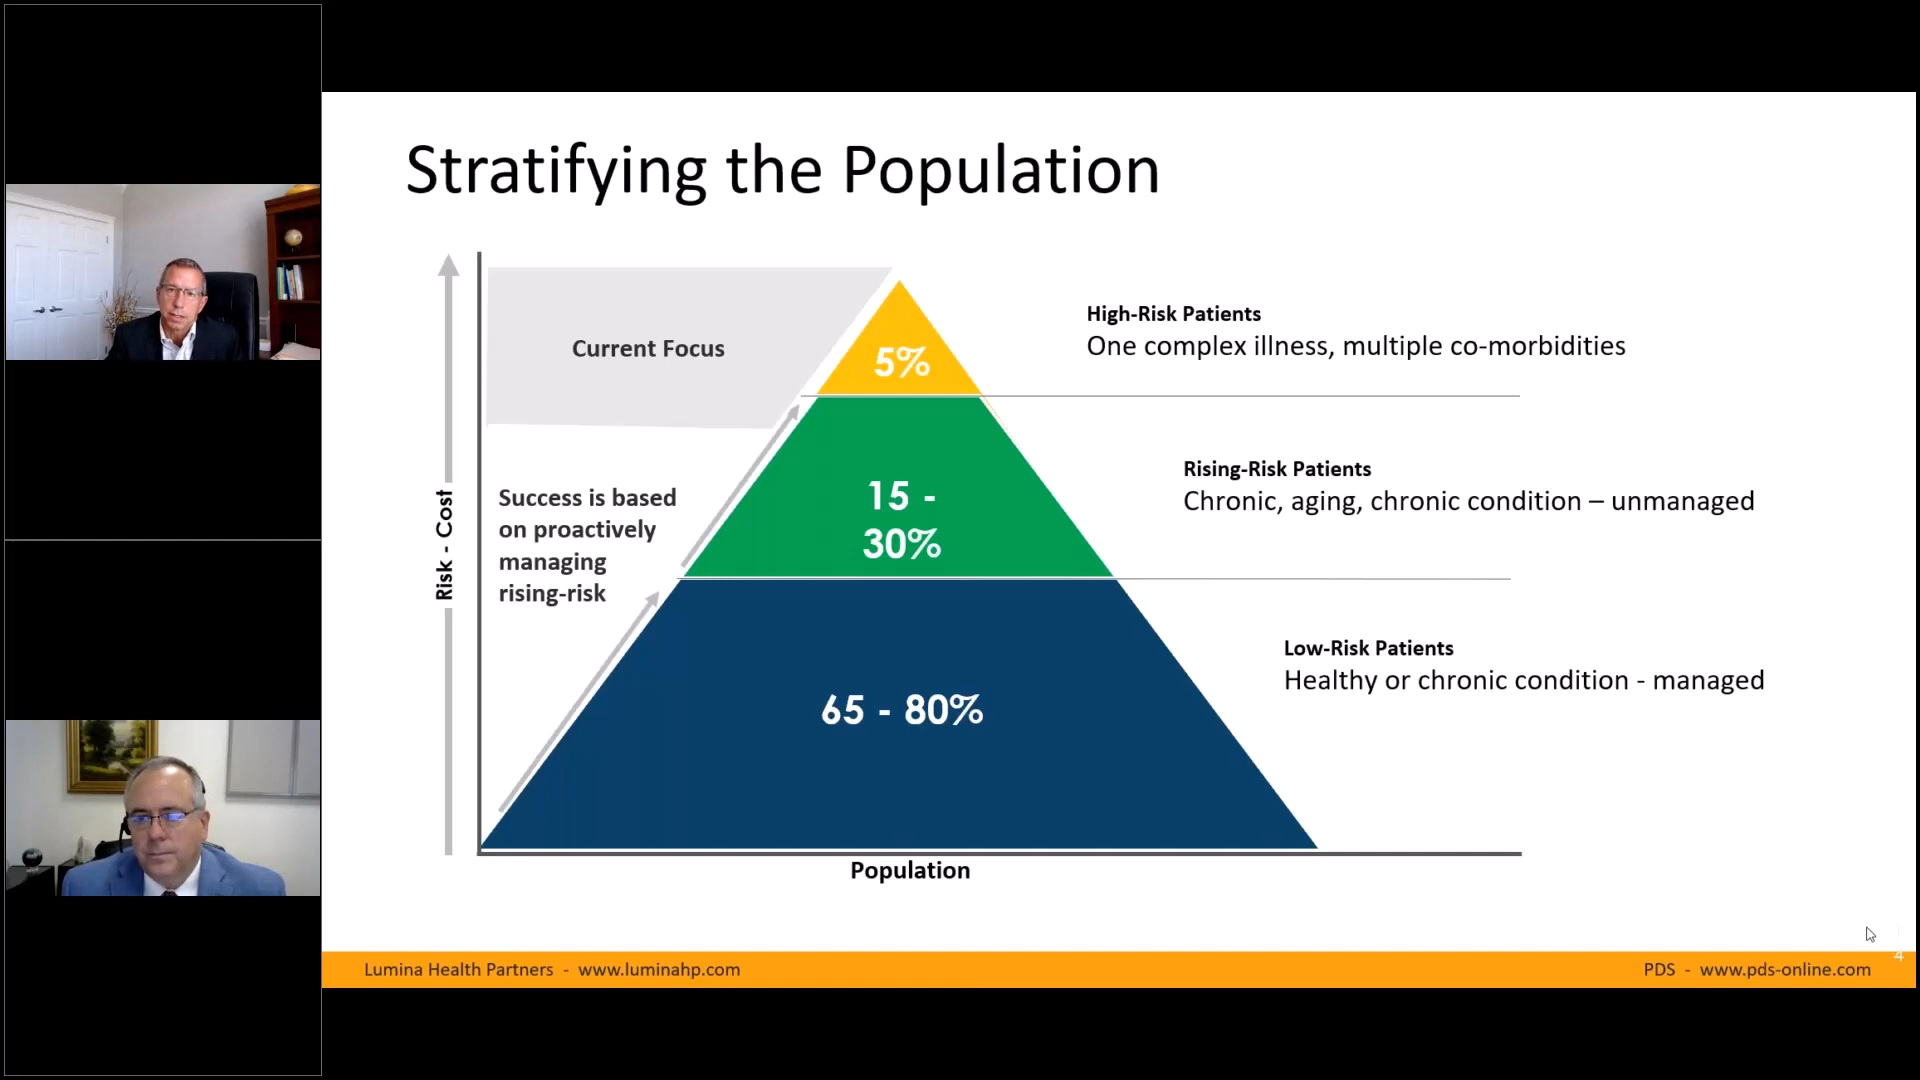 Stratifying the Population
Current Focus
5%
High-Risk Patients
One complex illness, multiple co-morbidities
Risk - Cost
Success is based
on proactively
managing
rising-risk
15 -
30%
Rising-Risk Patients
Chronic, aging, chronic condition – unmanaged
65 - 80%
Low-Risk Patients
Healthy or chronic condition - managed
Population
Lumina Health Partners - www.luminahp.com
PDS - www.pds-online.com
4